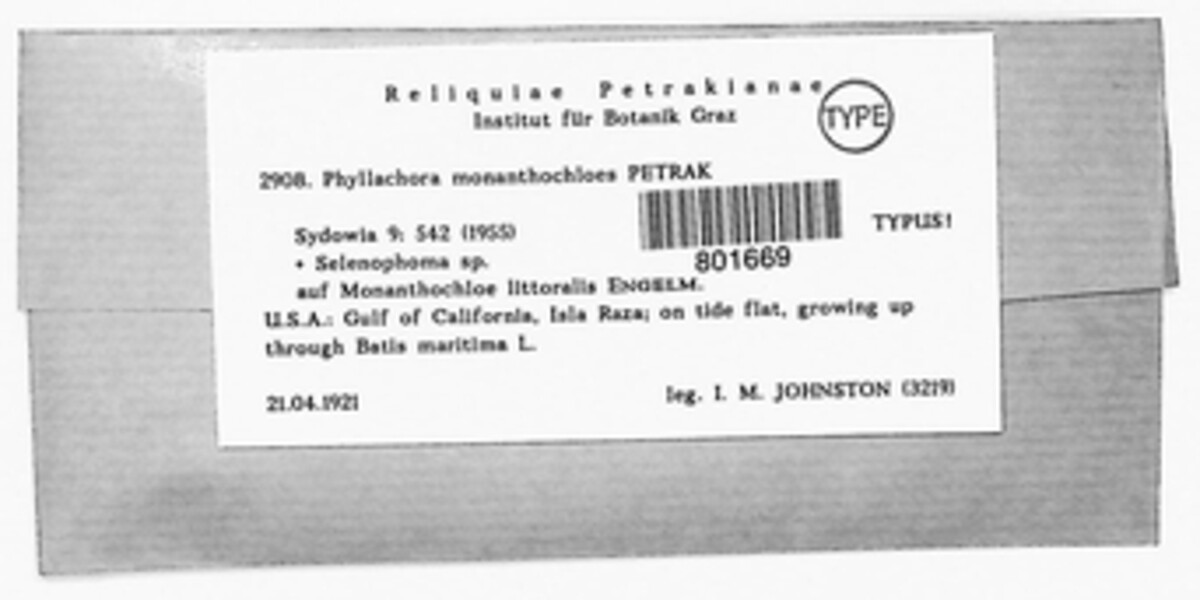 Reliquiae Petrakianae
Institut für Botanik Graz
TYPE
2908. Phyllachora monanthochloes PETRAK
Sydowia 9: 542 (1955)
TYPUS!
801669
+ Selenophoma sp.
auf Monanthochloe littoralis ENGELM.
U.S.A.: Gulf of California, Isla Raza; on tide flat, growing up
through Batis maritima L.
21.04.1921
leg. I. M. JOHNSTON (3219)